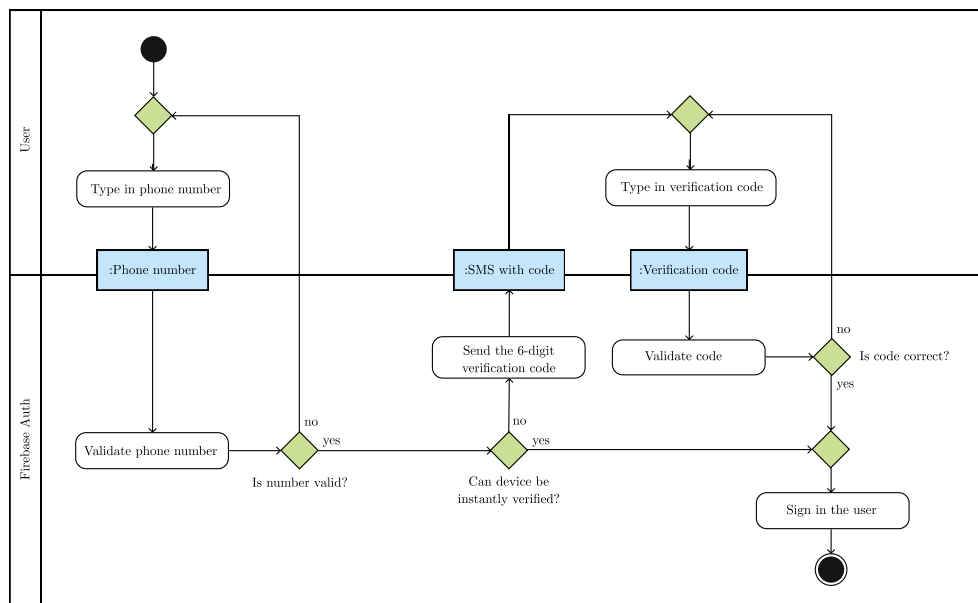 User
Type in phone number
Type in verification code
:Phone number
:SMS with code
:Verification code
no
Send the 6-digit
verification code
Validate code
Is code correct?
yes
Firebase Auth
no
no
Validate phone number
yes
yes
Is number valid?
Can device be
instantly verified?
Sign in the user